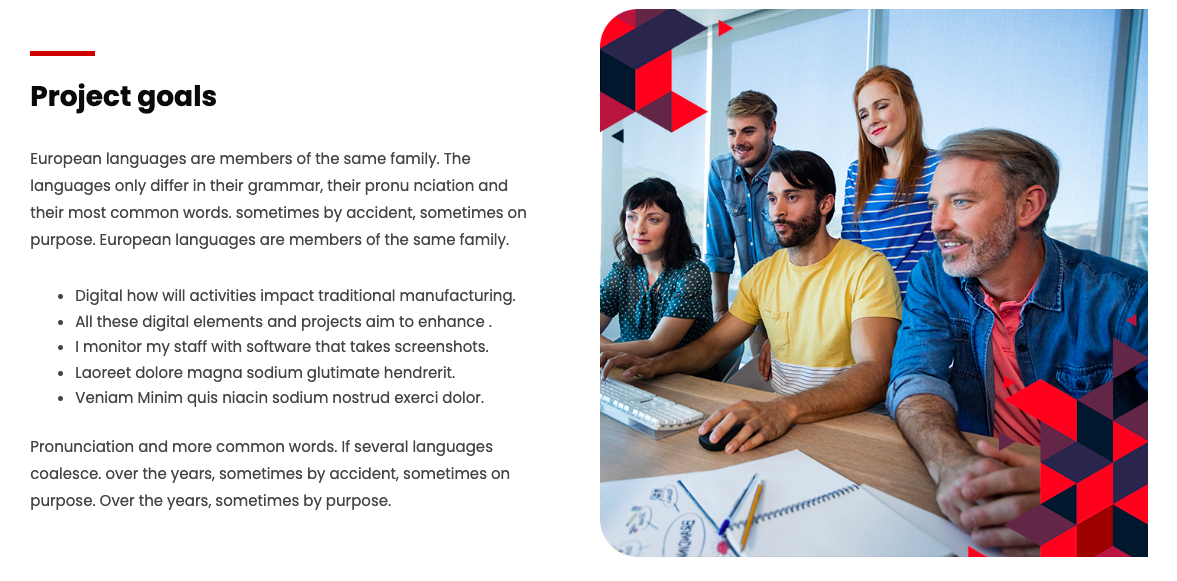 Project goals
European languages are members of the same family. The
languages only differ in their grammar, their pronu nciation and
their most common words. sometimes by accident, sometimes on
purpose. European languages are members of the same family.
Digital how will activities impact traditional manufacturing.
All these digital elements and projects aim to enhance .
I monitor my staff with software that takes screenshots.
Laoreet dolore magna sodium glutimate hendrerit.
Veniam Minim quis niacin sodium nostrud exerci dolor.
Pronunciation and more common words. If several languages
coalesce. over the years, sometimes by accident, sometimes on
purpose. Over the years, sometimes by purpose.
BRANDING